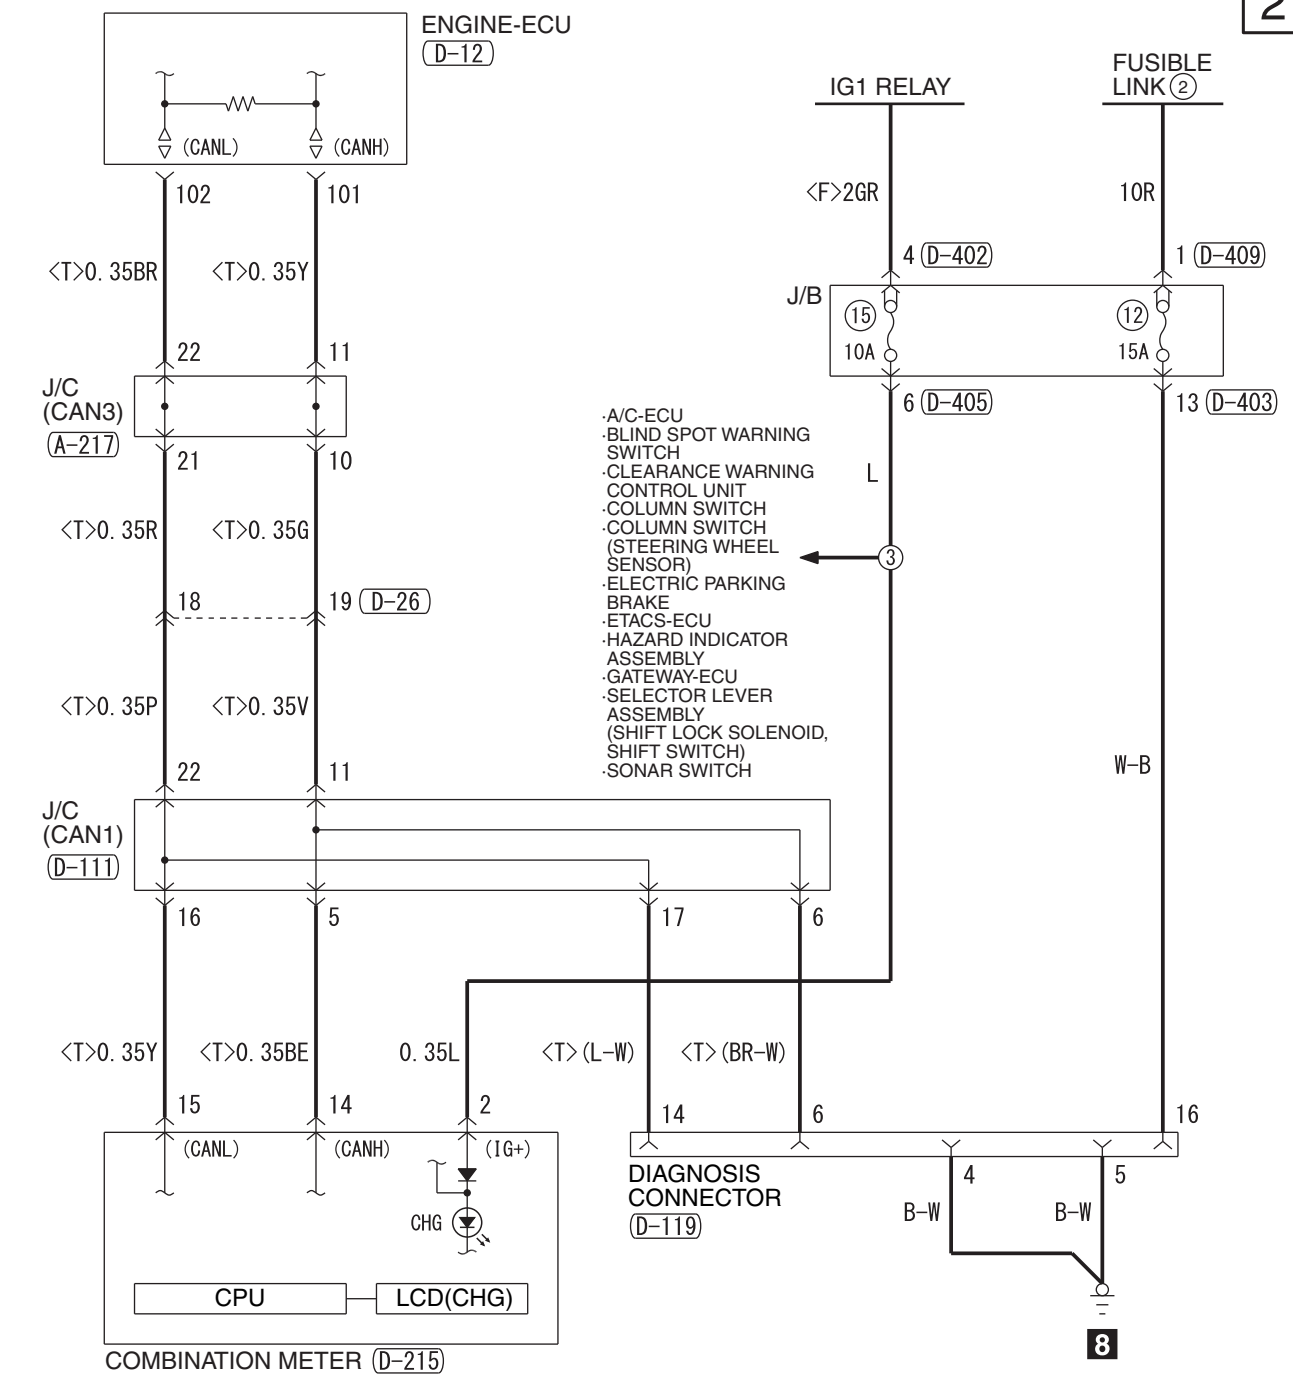 2
ENGINE-ECU
(D-12)
(CANL)
(CANH)
102
101
IG1 RELAY
FUSIBLE
LINK ②
<F>2GR
10R
4 (D-402)
1 (D-409)
<T>0.35BR
<T>0.35Y
J/B
⑮
10A
⑫
15A
22
11
J/C
(CAN3)
(A-217)
21
10
6 (D-405)
13 (D-403)
·A/C-ECU
·BLIND SPOT WARNING
SWITCH
·CLEARANCE WARNING
CONTROL UNIT
·COLUMN SWITCH
·COLUMN SWITCH
(STEERING WHEEL
SENSOR)
·ELECTRIC PARKING
BRAKE
·ETACS-ECU
·HAZARD INDICATOR
ASSEMBLY
·GATEWAY-ECU
·SELECTOR LEVER
ASSEMBLY
(SHIFT LOCK SOLENOID,
SHIFT SWITCH)
·SONAR SWITCH
L
③
<T>0.35R
<T>0.35G
18
19 (D-26)
<T>0.35P
<T>0.35V
W-B
22
11
J/C
(CAN1)
(D-111)
16
5
17
6
<T>0.35Y
<T>0.35BE
0.35L
<T>(L-W)
<T>(BR-W)
15
14
2
14
6
16
(CANL)
(CANH)
(IG+)
CHG
CPU
LCD(CHG)
COMBINATION METER (D-215)
DIAGNOSIS
CONNECTOR
(D-119)
4
5
B-W
B-W
8